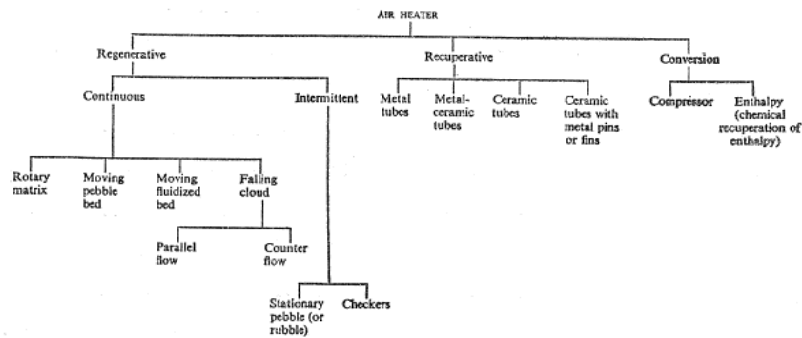 AIR HEATER
Regenerative
Recuperative
Conversion
Continuous
Intermittent
Metal
tubes
Metal-
ceramic
tubes
Ceramic
tubes
Ceramic
tubes with
metal pins
or fins
Compressor
Enthalpy
(chemical
recuperation of
enthalpy)
Rotary
matrix
Moving
pebble
bed
Moving
fluidized
bed
Falling
cloud
Parallel
flow
Counter
flow
Stationary
pebble (or
rubble)
Checkers